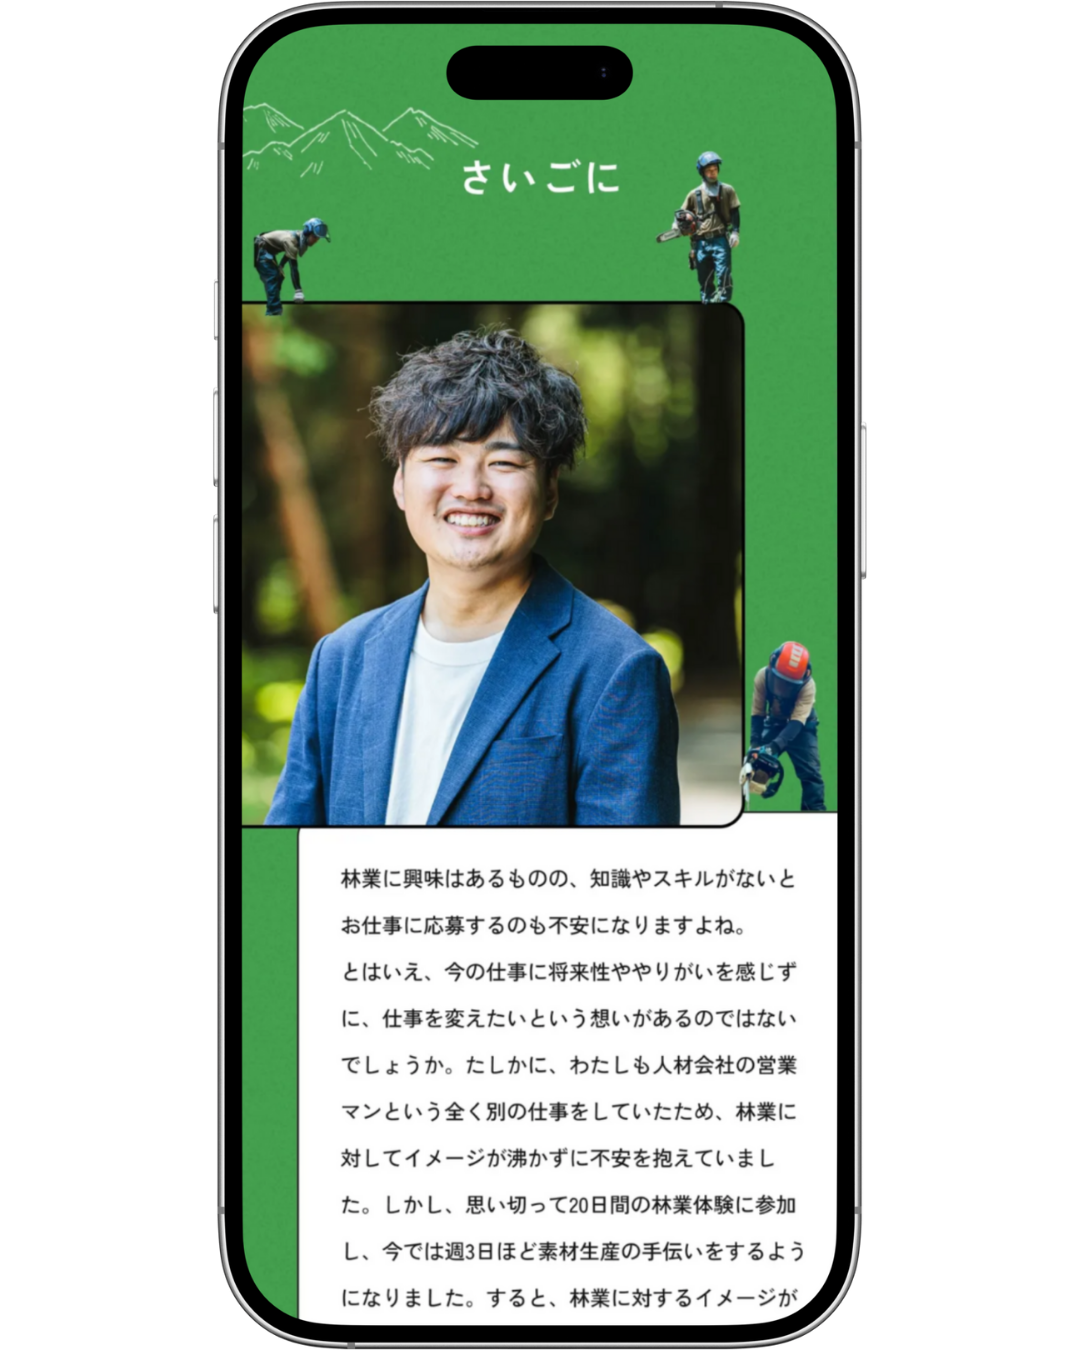 さいごに
林業に興味はあるものの、知識やスキルがないと
お仕事に応募するのも不安になりますよね。
とはいえ、今の仕事に将来性ややりがいを感じず
に、仕事を変えたいという想いがあるのではない
でしょうか。たしかに、わたしも人材会社の営業
マンという全く別の仕事をしていたため、林業に
対してイメージが沸かずに不安を抱えていまし
た。しかし、思い切って20日間の林業体験に参加
し、今では週3日ほど素材生産の手伝いをするよう
になりました。すると、林業に対するイメージが